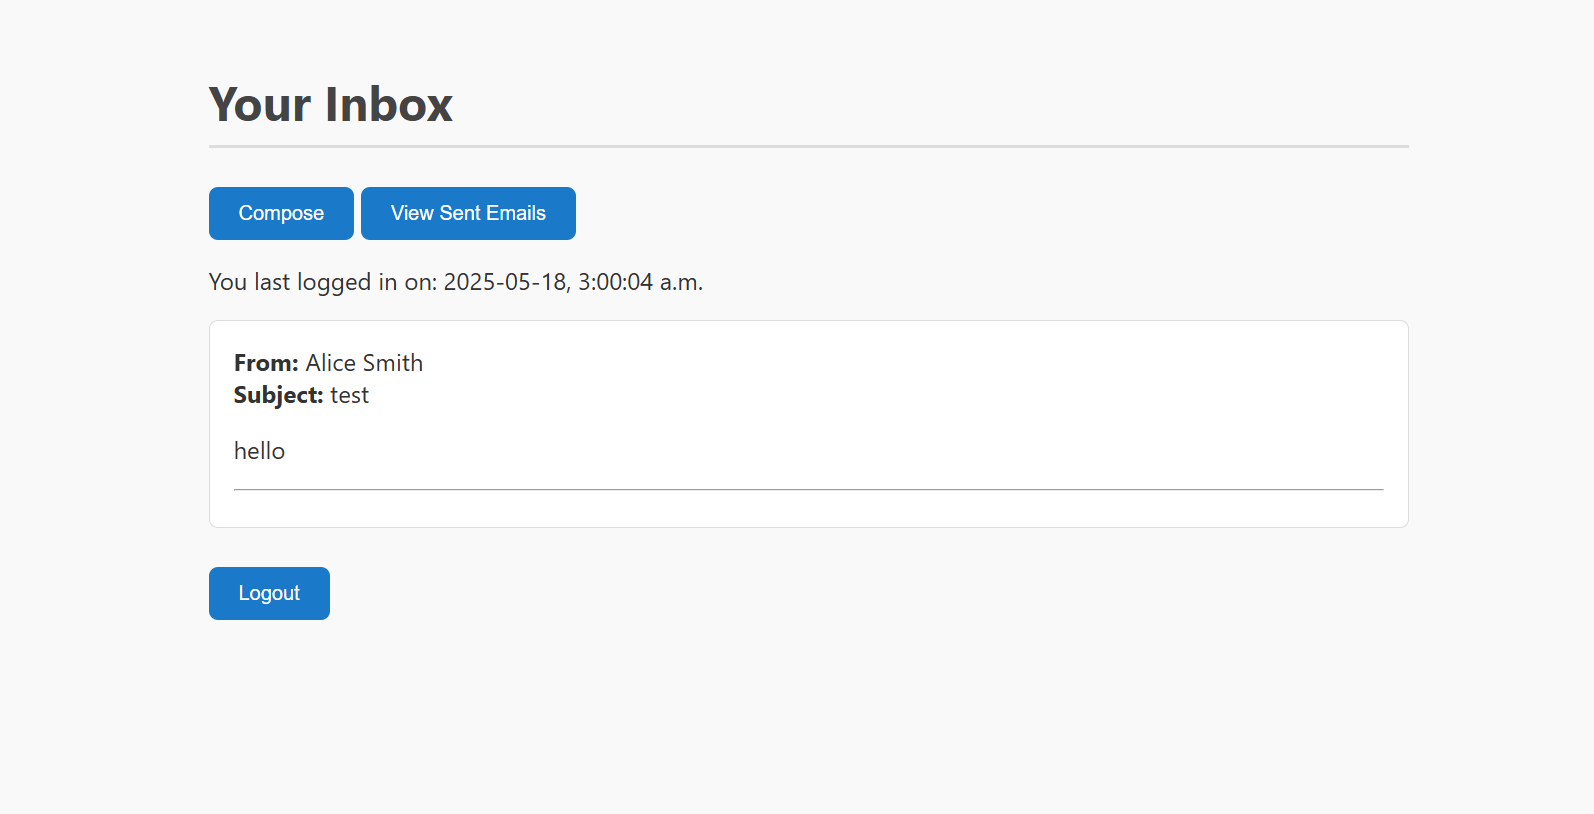 Your Inbox
Compose View Sent Emails
You last logged in on: 2025-05-18, 3:00:04 a.m.
From: Alice Smith
Subject: test
hello
Logout